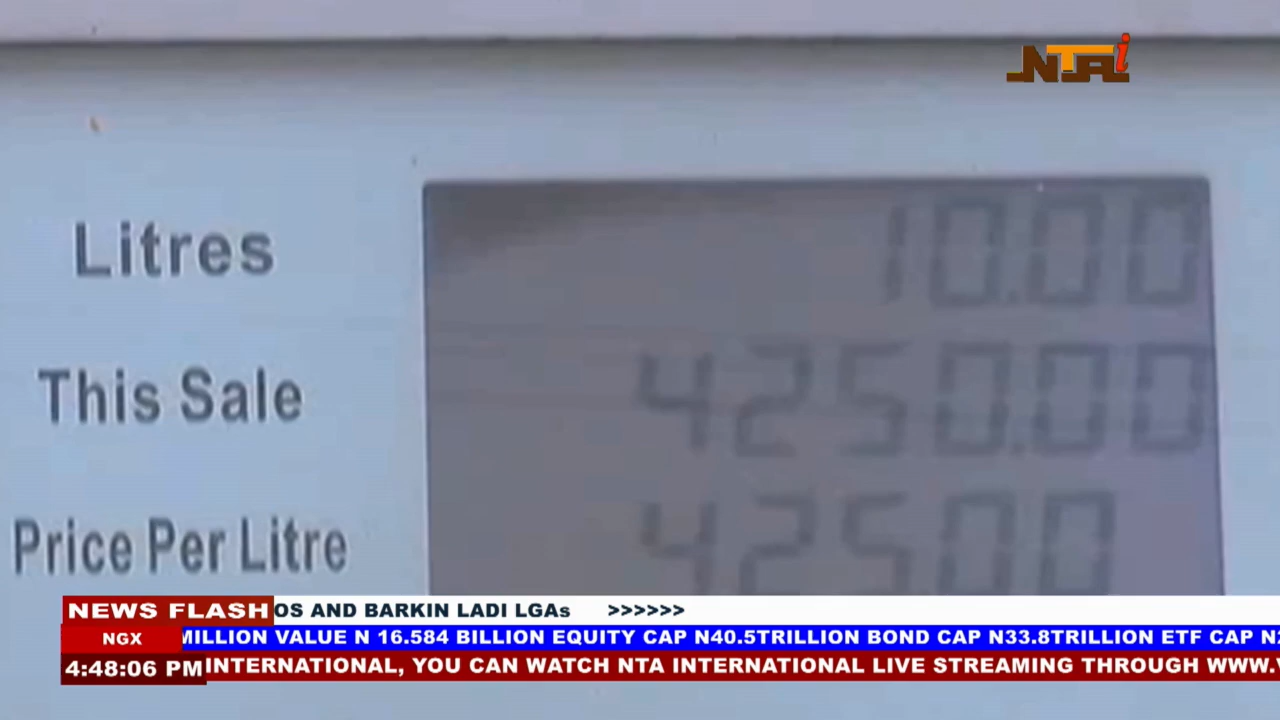 NTAi
Litres 10.00
This Sale 4250.00
Price Per Litre 425.00
NEWS FLASH OS AND BARKIN LADI LGAs >>>>>>
NGX MILLION VALUE N 16.584 BILLION EQUITY CAP N40.5TRILLION BOND CAP N33.8TRILLION ETF CAP N
4:48:06 PM INTERNATIONAL, YOU CAN WATCH NTA INTERNATIONAL LIVE STREAMING THROUGH WWW.